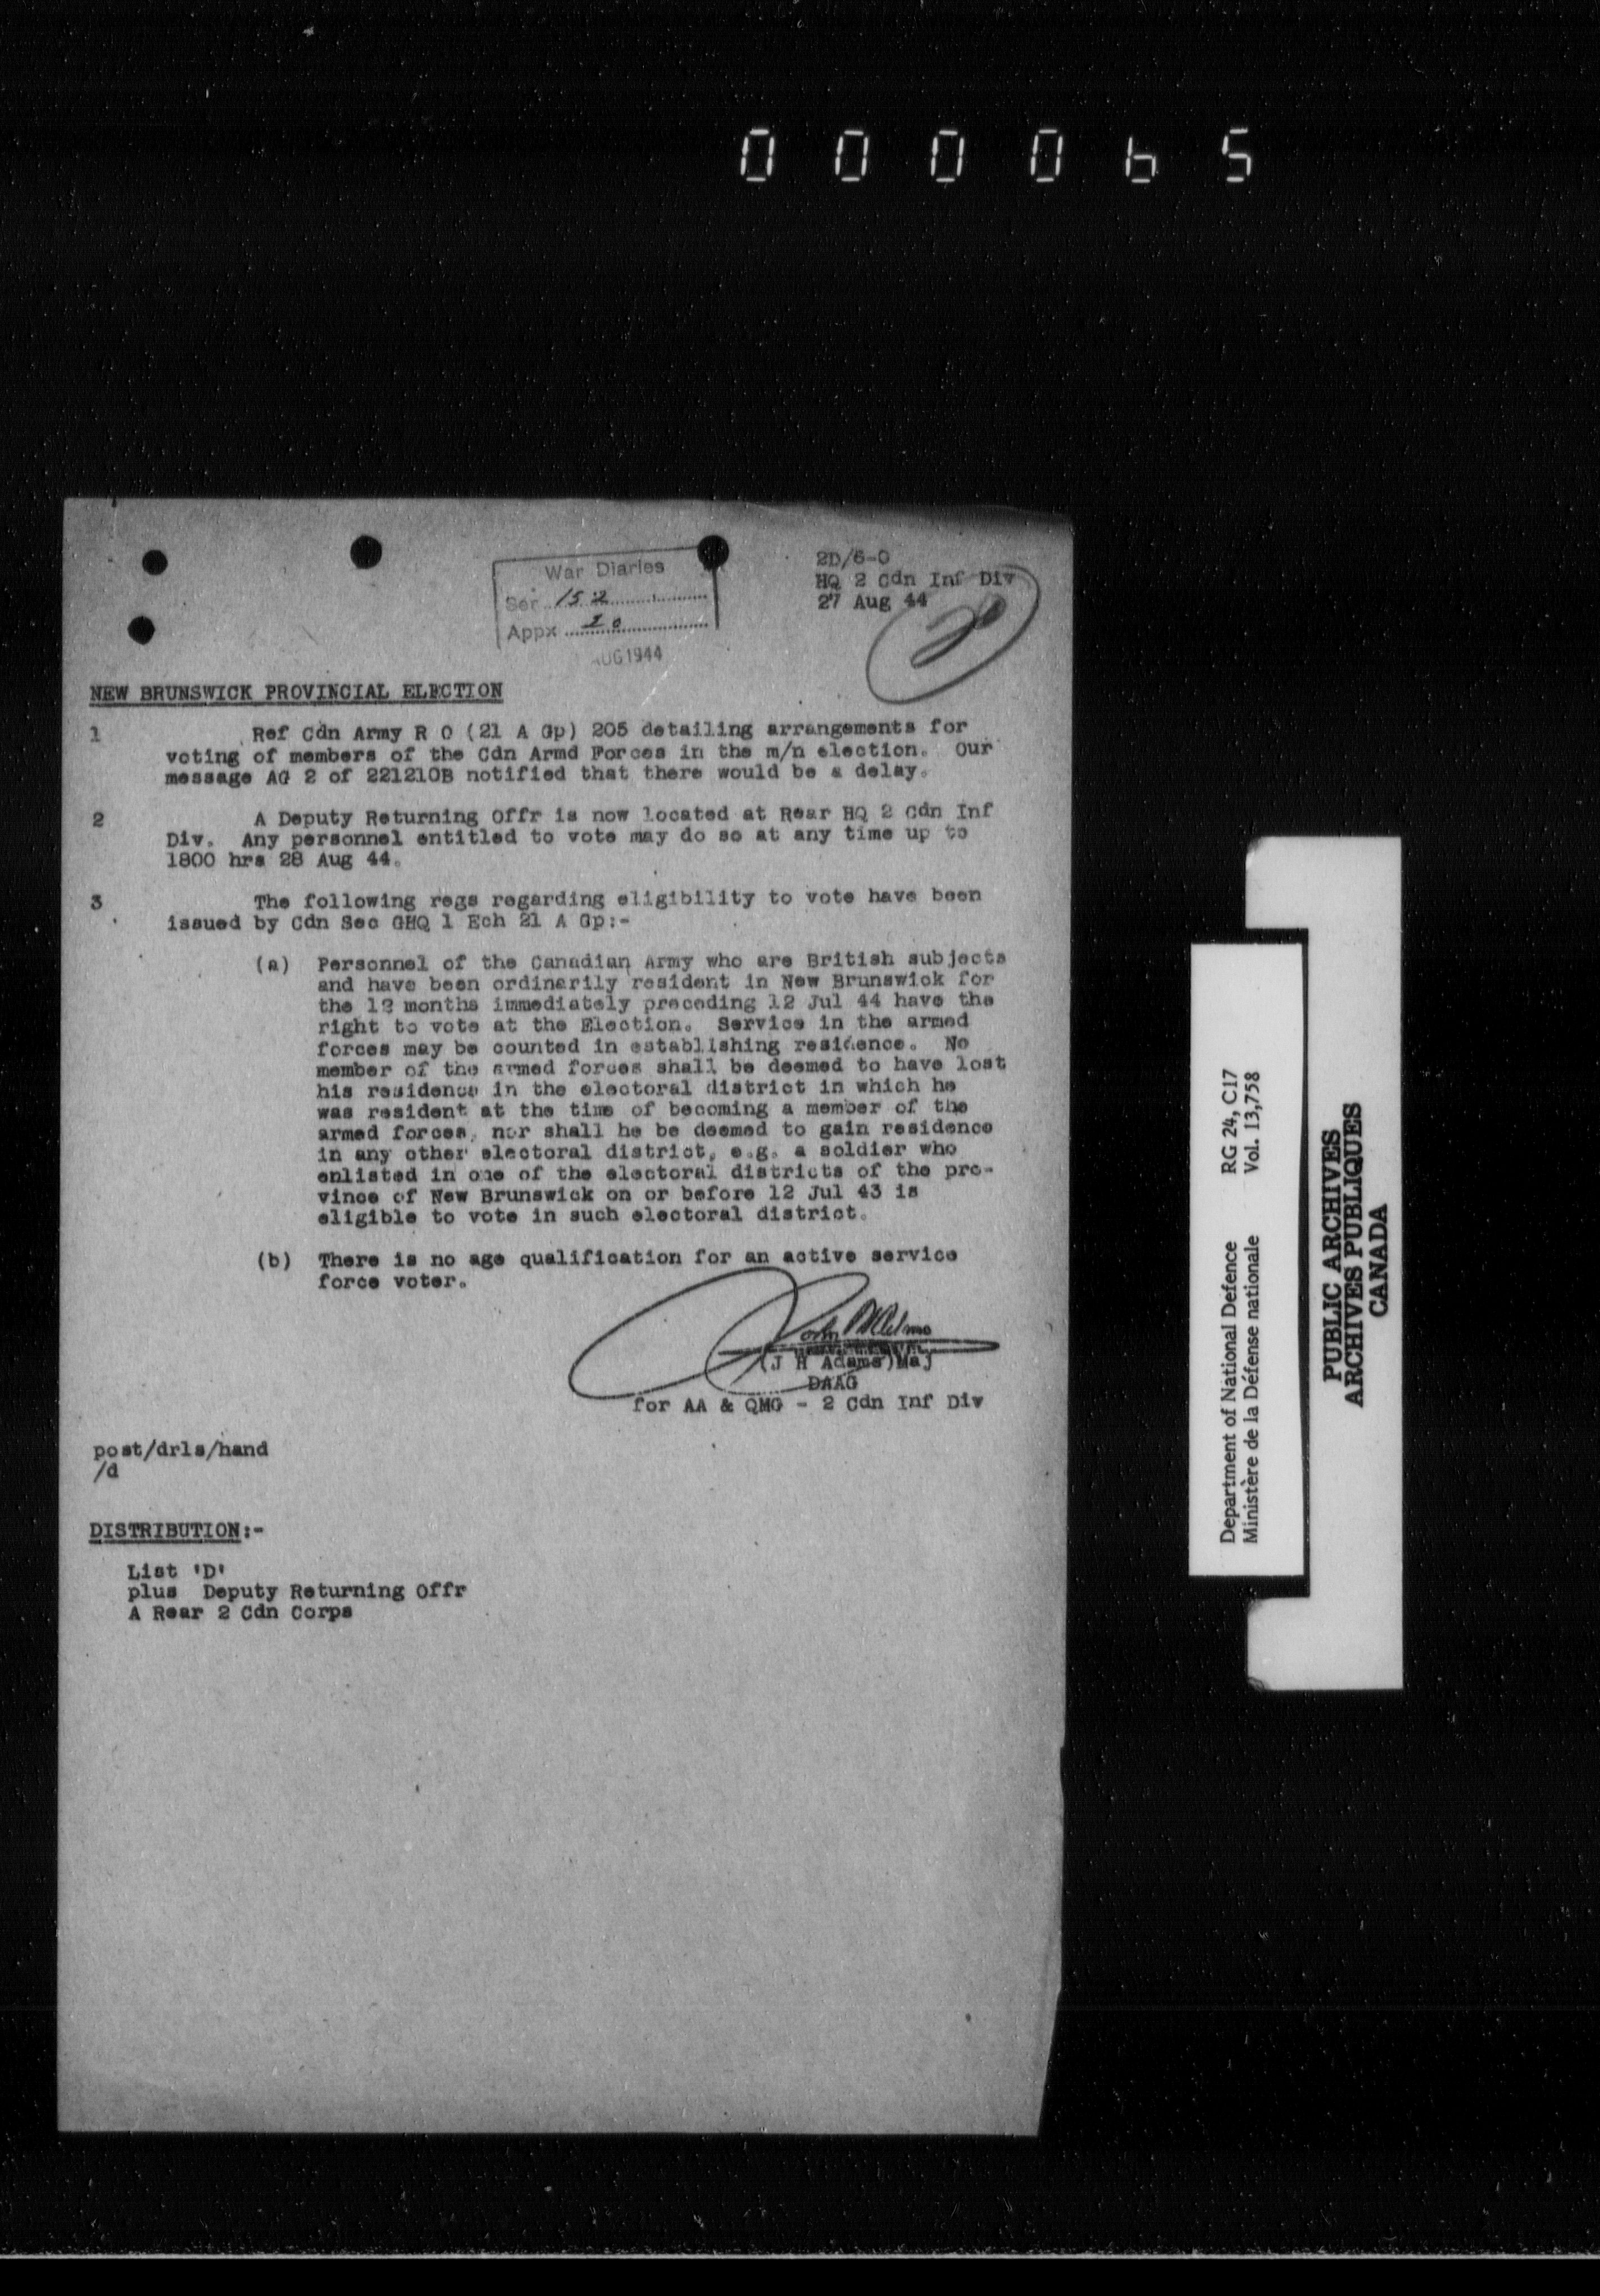 000065
War Diaries
Ser. 152
Appx 20
AUG 1944
2D/6-0
HQ 2 Cdn Inf Div
27 Aug 44
20
NEW BRUNSWICK PROVINCIAL ELECTION
1 Ref Cdn Army R O (21 A Gp) 205 detailing arrangements for
voting of members of the Cdn Armd Forces in the m/n election. Our
message AG 2 of 221210B notified that there would be a delay.
2 A Deputy Returning Offr is now located at Rear HQ 2 Cdn Inf
Div. Any personnel entitled to vote may do so at any time up to
1800 hrs 28 Aug 44.
3 The following regs regarding eligibility to vote have been
issued by Cdn Sec GHQ 1 Ech 21 A Gp:-
(a) Personnel of the Canadian Army who are British subjects
and have been ordinarily resident in New Brunswick for
the 12 months immediately preceding 12 Jul 44 have the
right to vote at the Election. Service in the armed
forces may be counted in establishing residence. No
member of the armed forces shall be deemed to have lost
his residence in the electoral district in which he
was resident at the time of becoming a member of the
armed forces, nor shall he be deemed to gain residence
in any other electoral district, e.g. a soldier who
enlisted in one of the electoral districts of the pro-
vince of New Brunswick on or before 12 Jul 43 is
eligible to vote in such electoral district.
(b) There is no age qualification for an active service
force voter.
(J H Adams)Maj
DAAG
for AA & QMG - 2 Cdn Inf Div
post/drls/hand
/d
DISTRIBUTION:-
List 'D'
plus Deputy Returning Offr
A Rear 2 Cdn Corps
Department of National Defence RG 24, C17
Ministère de la Défense nationale Vol. 13,758
PUBLIC ARCHIVES
ARCHIVES PUBLIQUES
CANADA